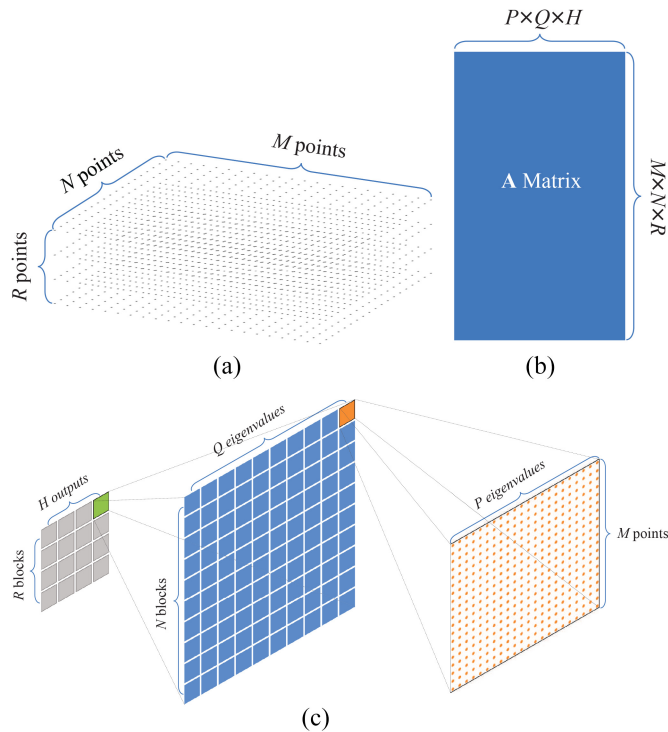 P×Q×H
N points
M points
R points
A Matrix
M×N×R
(a)
(b)
Q eigenvalues
H outputs
P eigenvalues
R blocks
N blocks
M points
(c)